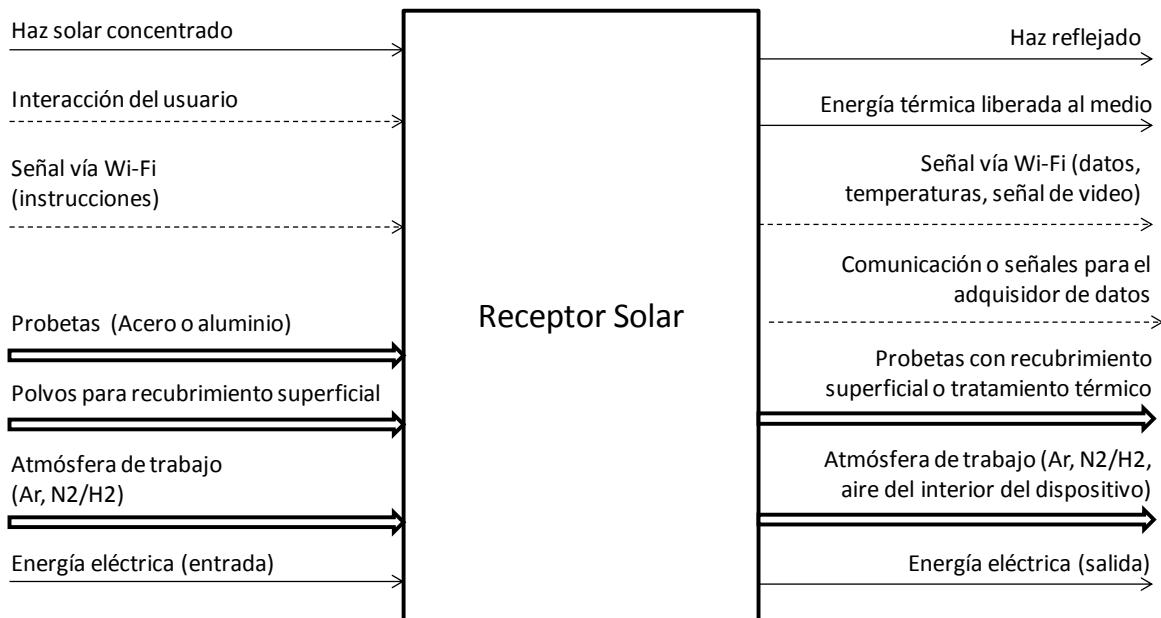 Haz solar concentrado
Interacción del usuario
Señal vía Wi-Fi
(instrucciones)
Probetas (Acero o aluminio)
Polvos para recubrimiento superficial
Atmósfera de trabajo
(Ar, N2/H2)
Energía eléctrica (entrada)
Receptor Solar
Haz reflejado
Energía térmica liberada al medio
Señal vía Wi-Fi (datos,
temperaturas, señal de video)
Comunicación o señales para el
adquisidor de datos
Probetas con recubrimiento
superficial o tratamiento térmico
Atmósfera de trabajo (Ar, N2/H2,
aire del interior del dispositivo)
Energía eléctrica (salida)